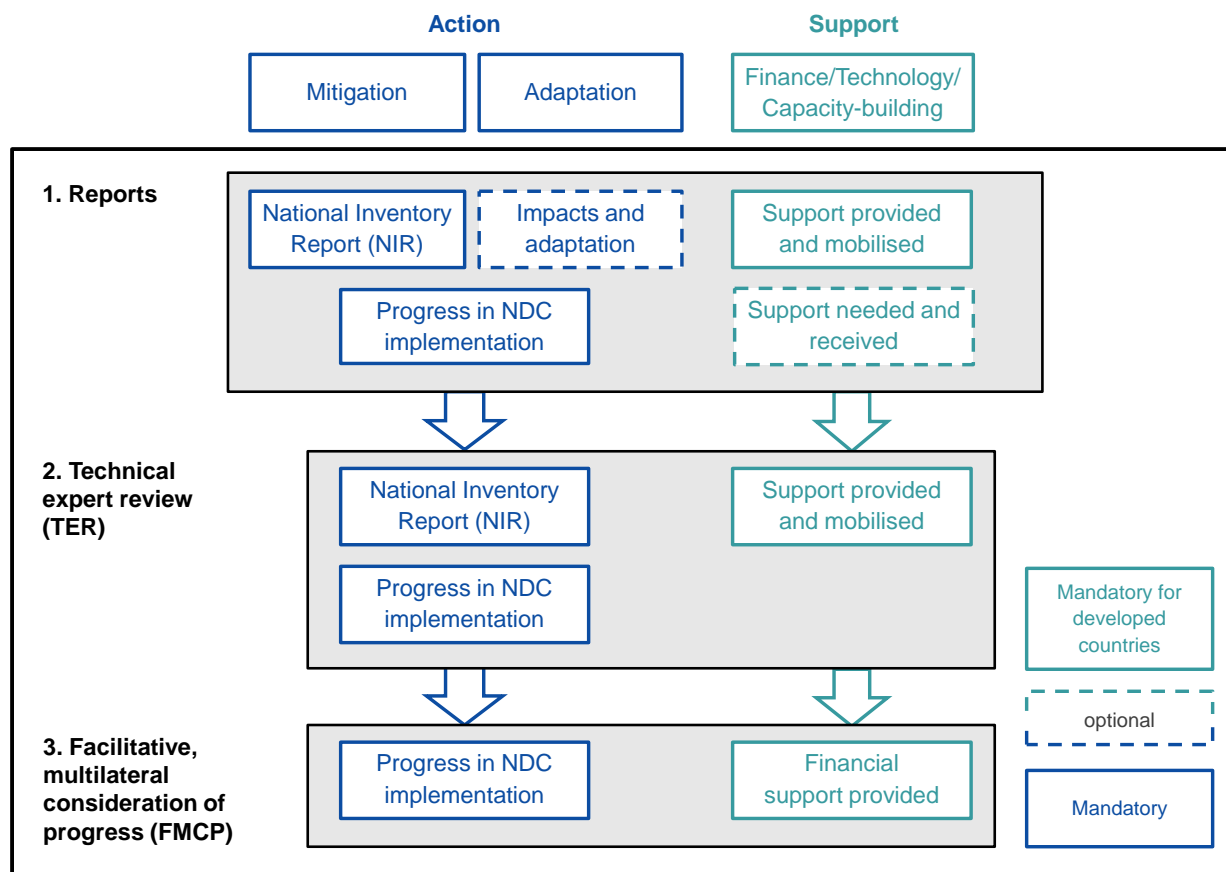 Action
Support
Mitigation
Adaptation
Finance/Technology/
Capacity-building
1. Reports
National Inventory
Report (NIR)
Impacts and
adaptation
Support provided
and mobilised
Progress in NDC
implementation
Support needed and
received
2. Technical
expert review
(TER)
National Inventory
Report (NIR)
Support provided
and mobilised
Progress in NDC
implementation
Mandatory for
developed
countries
optional
3. Facilitative,
multilateral
consideration of
progress (FMCP)
Progress in NDC
implementation
Financial
support provided
Mandatory